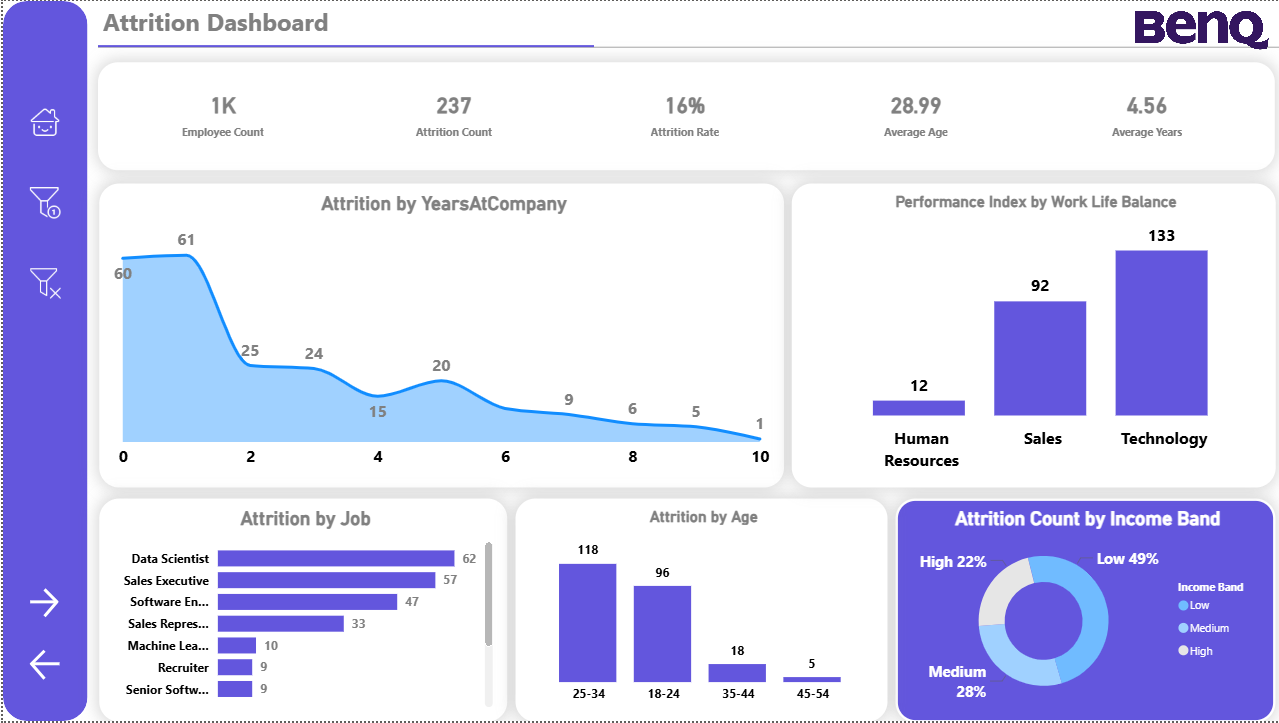 Attrition Dashboard
BenQ
1K
Employee Count
237
Attrition Count
16%
Attrition Rate
28.99
Average Age
4.56
Average Years
1
Attrition by YearsAtCompany
60
61
25
24
15
20
9
6
5
1
0
2
4
6
8
10
Performance Index by Work Life Balance
12
92
133
Human
Resources
Sales
Technology
Attrition by Job
Data Scientist 62
Sales Executive 57
Software En... 47
Sales Repres... 33
Machine Lea... 10
Recruiter 9
Senior Softw... 9
Attrition by Age
118
96
18
5
25-34
18-24
35-44
45-54
Attrition Count by Income Band
High 22%
Low 49%
Medium
28%
Income Band
Low
Medium
High